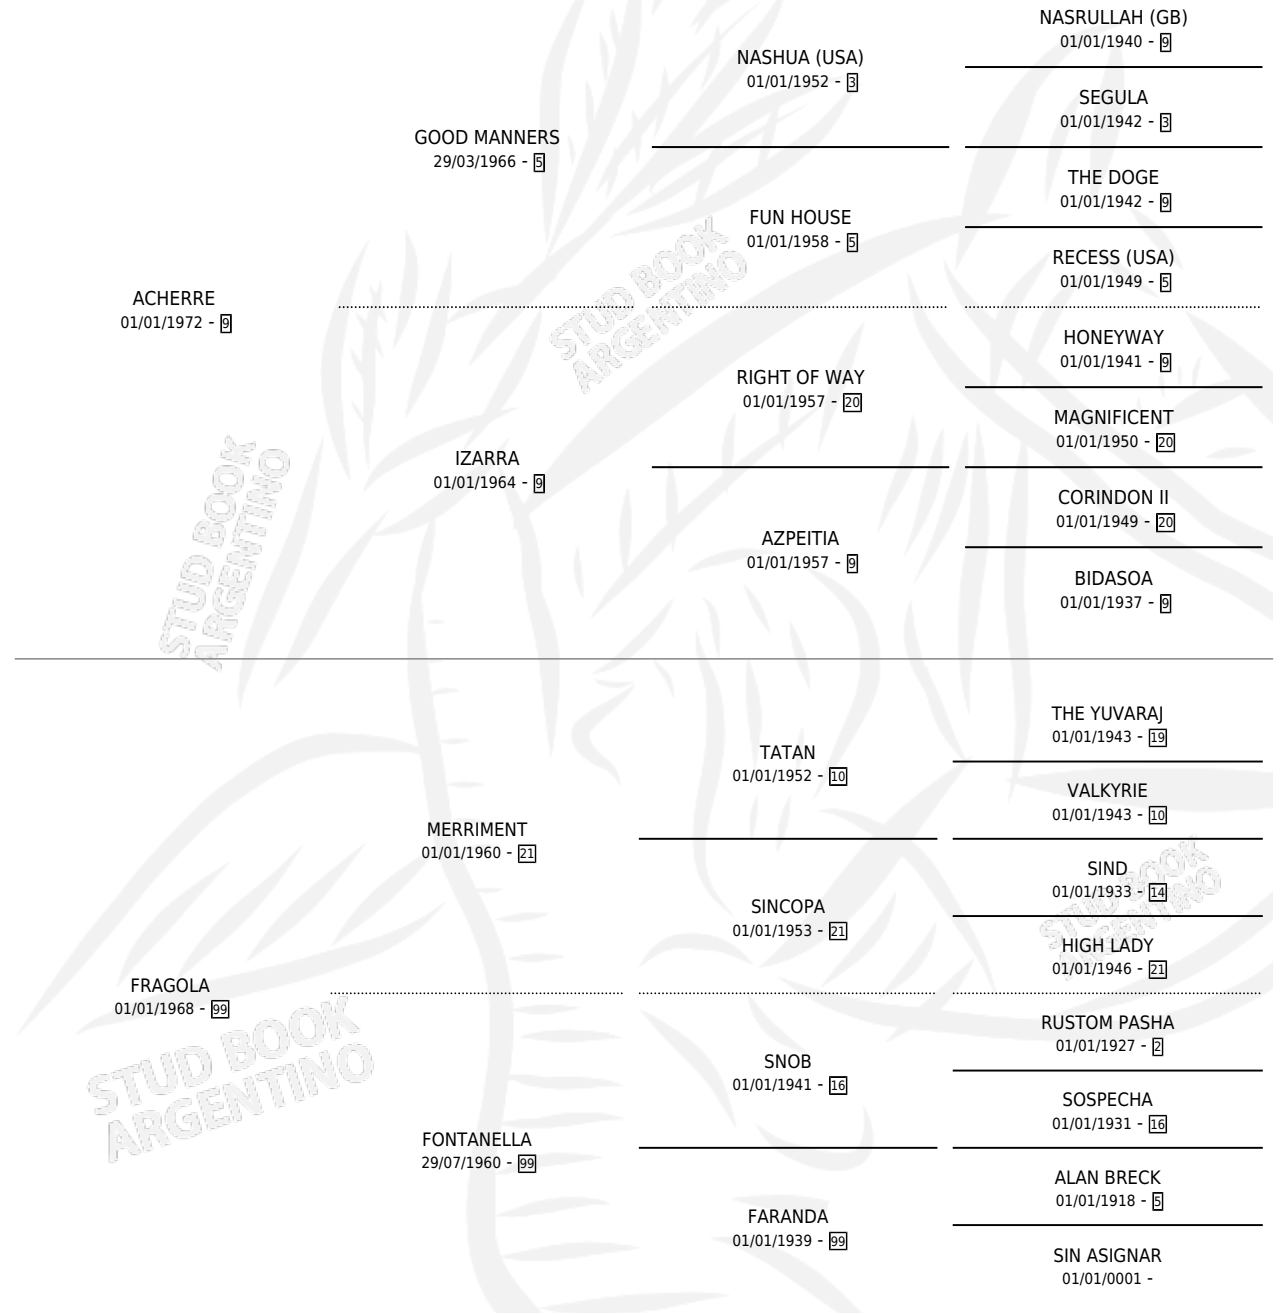 NASRULLAH (GB)
01/01/1940 - 9
NASHUA (USA)
01/01/1952 - 3
SEGULA
01/01/1942 - 3
GOOD MANNERS
29/03/1966 - 5
THE DOGE
01/01/1942 - 9
FUN HOUSE
01/01/1958 - 5
RECESS (USA)
01/01/1949 - 5
ACHERRE
01/01/1972 - 9
HONEYWAY
01/01/1941 - 9
RIGHT OF WAY
01/01/1957 - 20
MAGNIFICENT
01/01/1950 - 20
IZARRA
01/01/1964 - 9
CORINDON II
01/01/1949 - 20
AZPEITIA
01/01/1957 - 9
BIDASOA
01/01/1937 - 9
THE YUVARAJ
01/01/1943 - 19
TATAN
01/01/1952 - 10
VALKYRIE
01/01/1943 - 10
MERRIMENT
01/01/1960 - 21
SIND
01/01/1933 - 14
SINCOPA
01/01/1953 - 21
HIGH LADY
01/01/1946 - 21
FRAGOLA
01/01/1968 - 99
RUSTOM PASHA
01/01/1927 - 2
SNOB
01/01/1941 - 16
SOSPECHA
01/01/1931 - 16
FONTANELLA
29/07/1960 - 99
ALAN BRECK
01/01/1918 - 5
FARANDA
01/01/1939 - 99
SIN ASIGNAR
01/01/0001 -
STUD BOOK
ARGENTINO
STUD BOOK
ARGENTINO
STUD BOOK
ARGENTINO
STUD BOOK
ARGENTINO